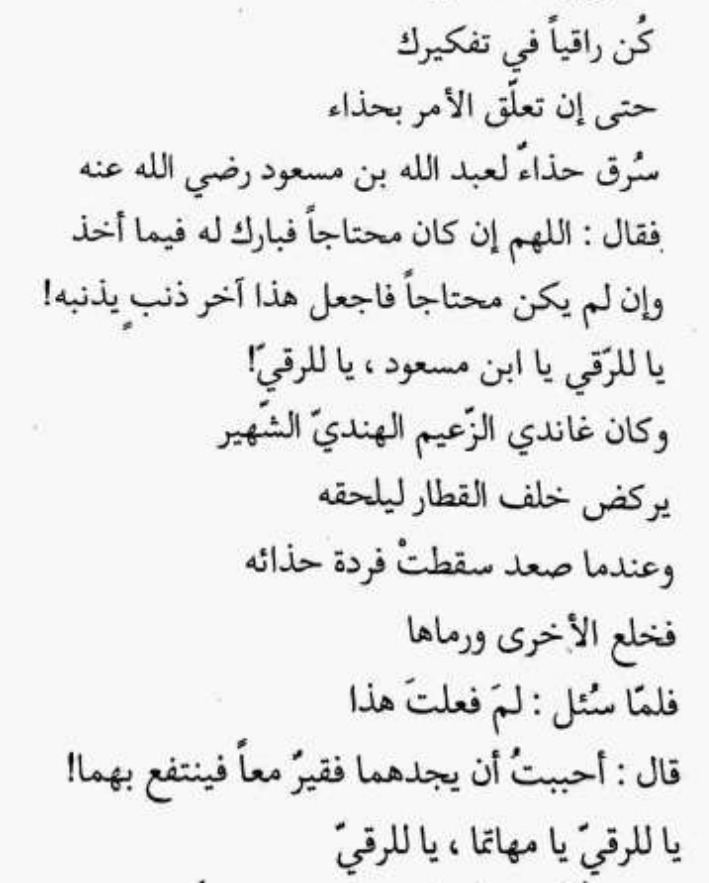 كُن راقياً في تفكيرك
حتى إن تعلّق الأمر بحذاء
سُرق حذاءٌ لعبد الله بن مسعود رضي الله عنه
فقال : اللهم إن كان محتاجاً فبارك له فيما أخذ
وإن لم يكن محتاجاً فاجعل هذا آخر ذنبٍ يذنبه!
يا للرّقي يا ابن مسعود ، يا للرقيّ!
وكان غاندي الزّعيم الهنديّ الشّهير
يركض خلف القطار ليلحقه
وعندما صعد سقطتْ فردة حذائه
فخلع الأخرى ورماها
فلمّا سُئل : لمَ فعلتَ هذا
قال : أحببتُ أن يجدهما فقيرٌ معاً فينتفع بهما!
يا للرقيّ يا مهاتما ، يا للرقيّ